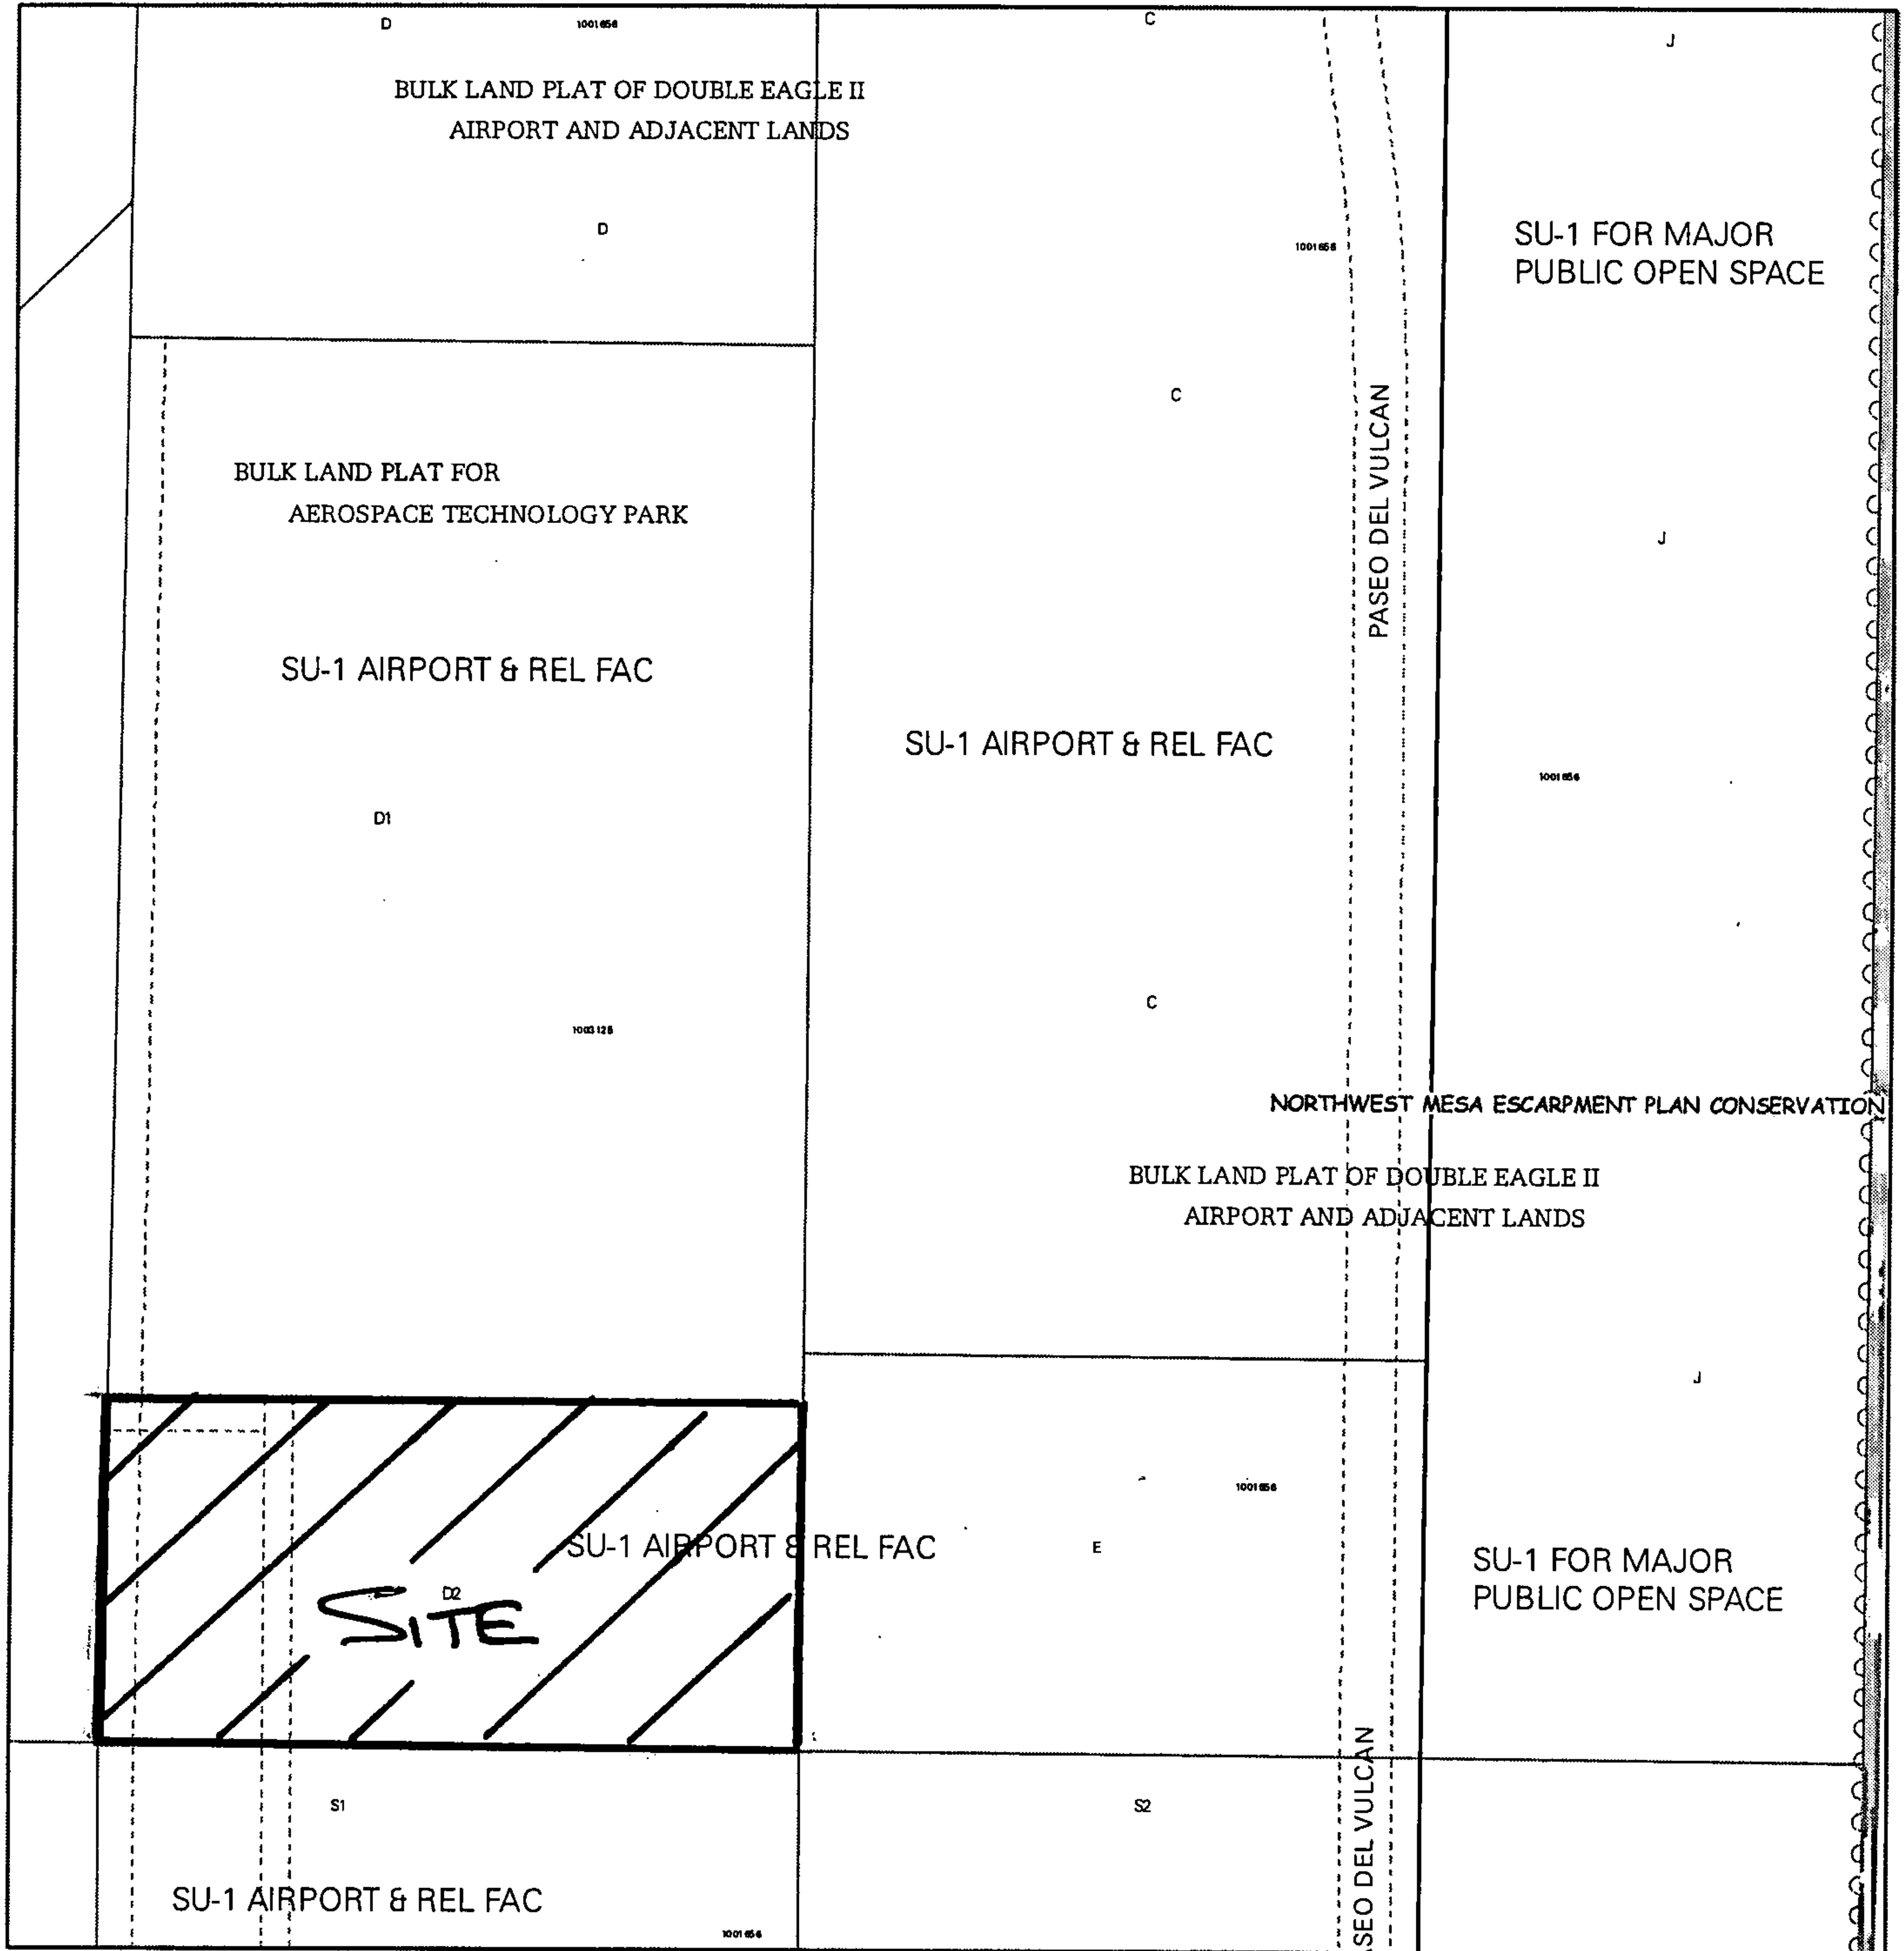 D
1001656
C
J
BULK LAND PLAT OF DOUBLE EAGLE II
AIRPORT AND ADJACENT LANDS
D
1001656
SU-1 FOR MAJOR
PUBLIC OPEN SPACE
C
PASEO DEL VULCAN
BULK LAND PLAT FOR
AEROSPACE TECHNOLOGY PARK
J
SU-1 AIRPORT & REL FAC
SU-1 AIRPORT & REL FAC
1001656
D1
C
1003125
NORTHWEST MESA ESCARPMENT PLAN CONSERVATION
BULK LAND PLAT OF DOUBLE EAGLE II
AIRPORT AND ADJACENT LANDS
J
1001656
SU-1 AIRPORT & REL FAC
E
SU-1 FOR MAJOR
PUBLIC OPEN SPACE
D2
SITE
S1
S2
SEO DEL VULCAN
SU-1 AIRPORT & REL FAC
1001656